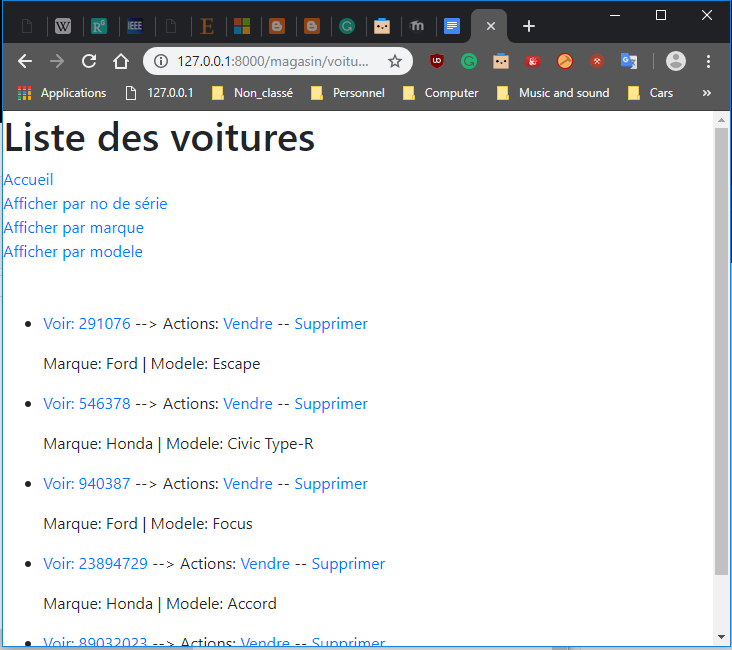 W
R
IEEE
E
127.0.0.1:8000/magasin/voitu...
Applications
127.0.0.1
Non_classé
Personnel
Computer
Music and sound
Cars
»
Liste des voitures
Accueil
Afficher par no de série
Afficher par marque
Afficher par modele
• Voir: 291076 --> Actions: Vendre -- Supprimer
Marque: Ford | Modele: Escape
• Voir: 546378 --> Actions: Vendre -- Supprimer
Marque: Honda | Modele: Civic Type-R
• Voir: 940387 --> Actions: Vendre -- Supprimer
Marque: Ford | Modele: Focus
• Voir: 23894729 --> Actions: Vendre -- Supprimer
Marque: Honda | Modele: Accord
• Voir: 89032023 --> Actions: Vendre -- Supprimer